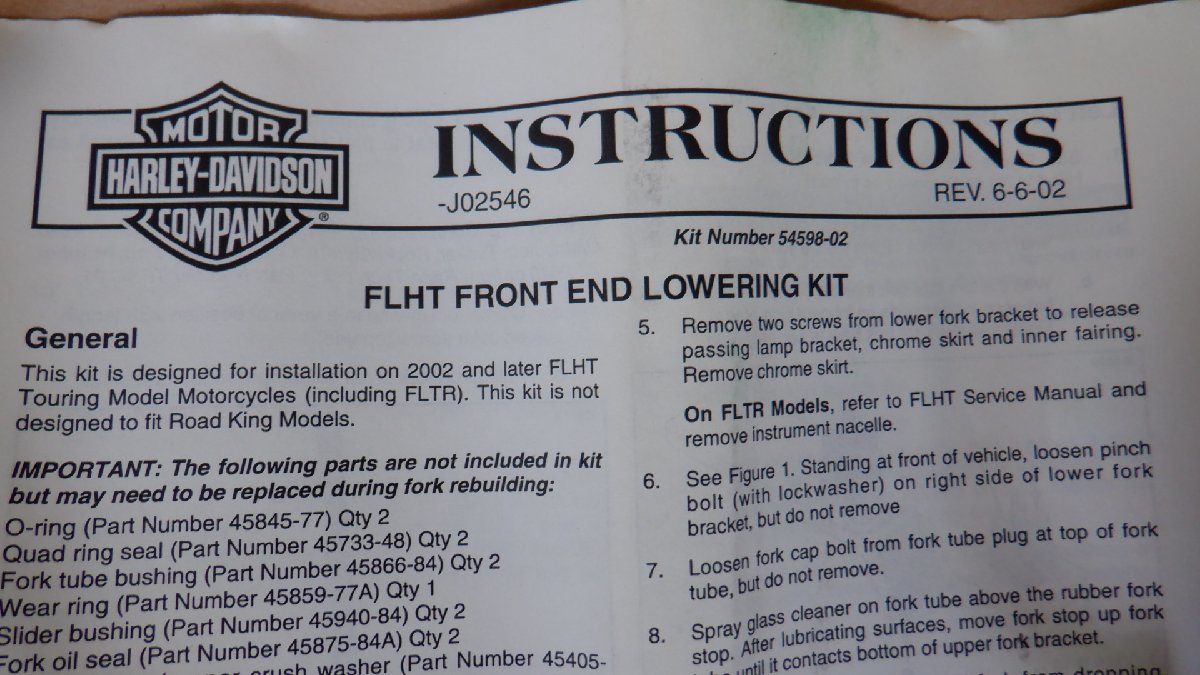 MOTOR
HARLEY-DAVIDSON
COMPANY
®
INSTRUCTIONS
-J02546
REV. 6-6-02
Kit Number 54598-02
FLHT FRONT END LOWERING KIT
General
This kit is designed for installation on 2002 and later FLHT
Touring Model Motorcycles (including FLTR). This kit is not
designed to fit Road King Models.
IMPORTANT: The following parts are not included in kit
but may need to be replaced during fork rebuilding:
O-ring (Part Number 45845-77) Qty 2
Quad ring seal (Part Number 45733-48) Qty 2
Fork tube bushing (Part Number 45866-84) Qty 2
Wear ring (Part Number 45859-77A) Qty 1
Slider bushing (Part Number 45940-84) Qty 2
Fork oil seal (Part Number 45875-84A) Qty 2
crush washer (Part Number 45405-
5. Remove two screws from lower fork bracket to release
passing lamp bracket, chrome skirt and inner fairing.
Remove chrome skirt.
On FLTR Models, refer to FLHT Service Manual and
remove instrument nacelle.
6. See Figure 1. Standing at front of vehicle, loosen pinch
bolt (with lockwasher) on right side of lower fork
bracket, but do not remove
7. Loosen fork cap bolt from fork tube plug at top of fork
tube, but do not remove.
8. Spray glass cleaner on fork tube above the rubber fork
stop. After lubricating surfaces, move fork stop up fork
until it contacts bottom of upper fork bracket.
from dropping